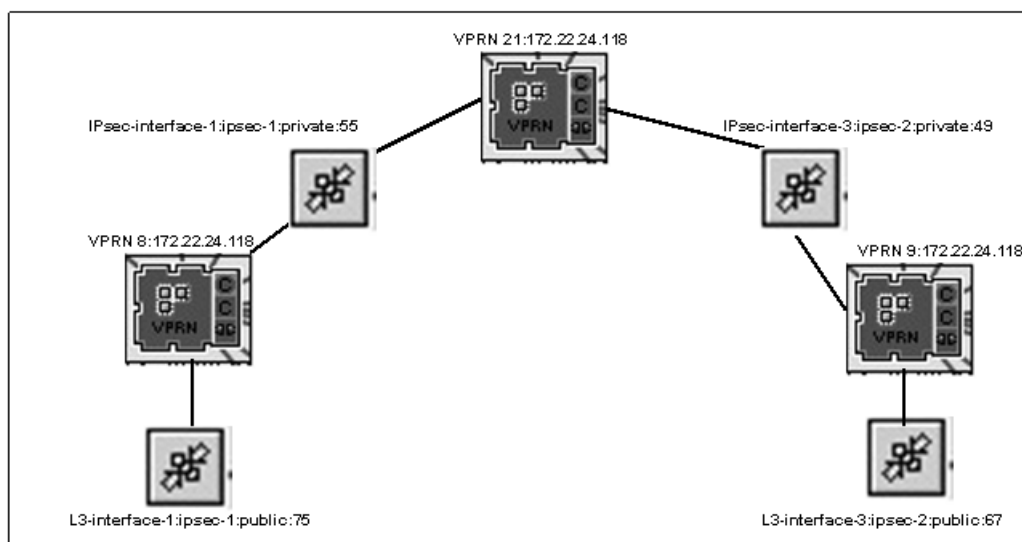 VPRN 21:172.22.24.118
C
C
VPRN
IPsec-interface-1:ipsec-1:private:55
IPsec-interface-3:ipsec-2:private:49
VPRN 8:172.22.24.118
C
C
VPRN
VPRN 9:172.22.24.118
C
C
VPRN
L3-interface-1:ipsec-1:public:75
L3-interface-3:ipsec-2:public:67